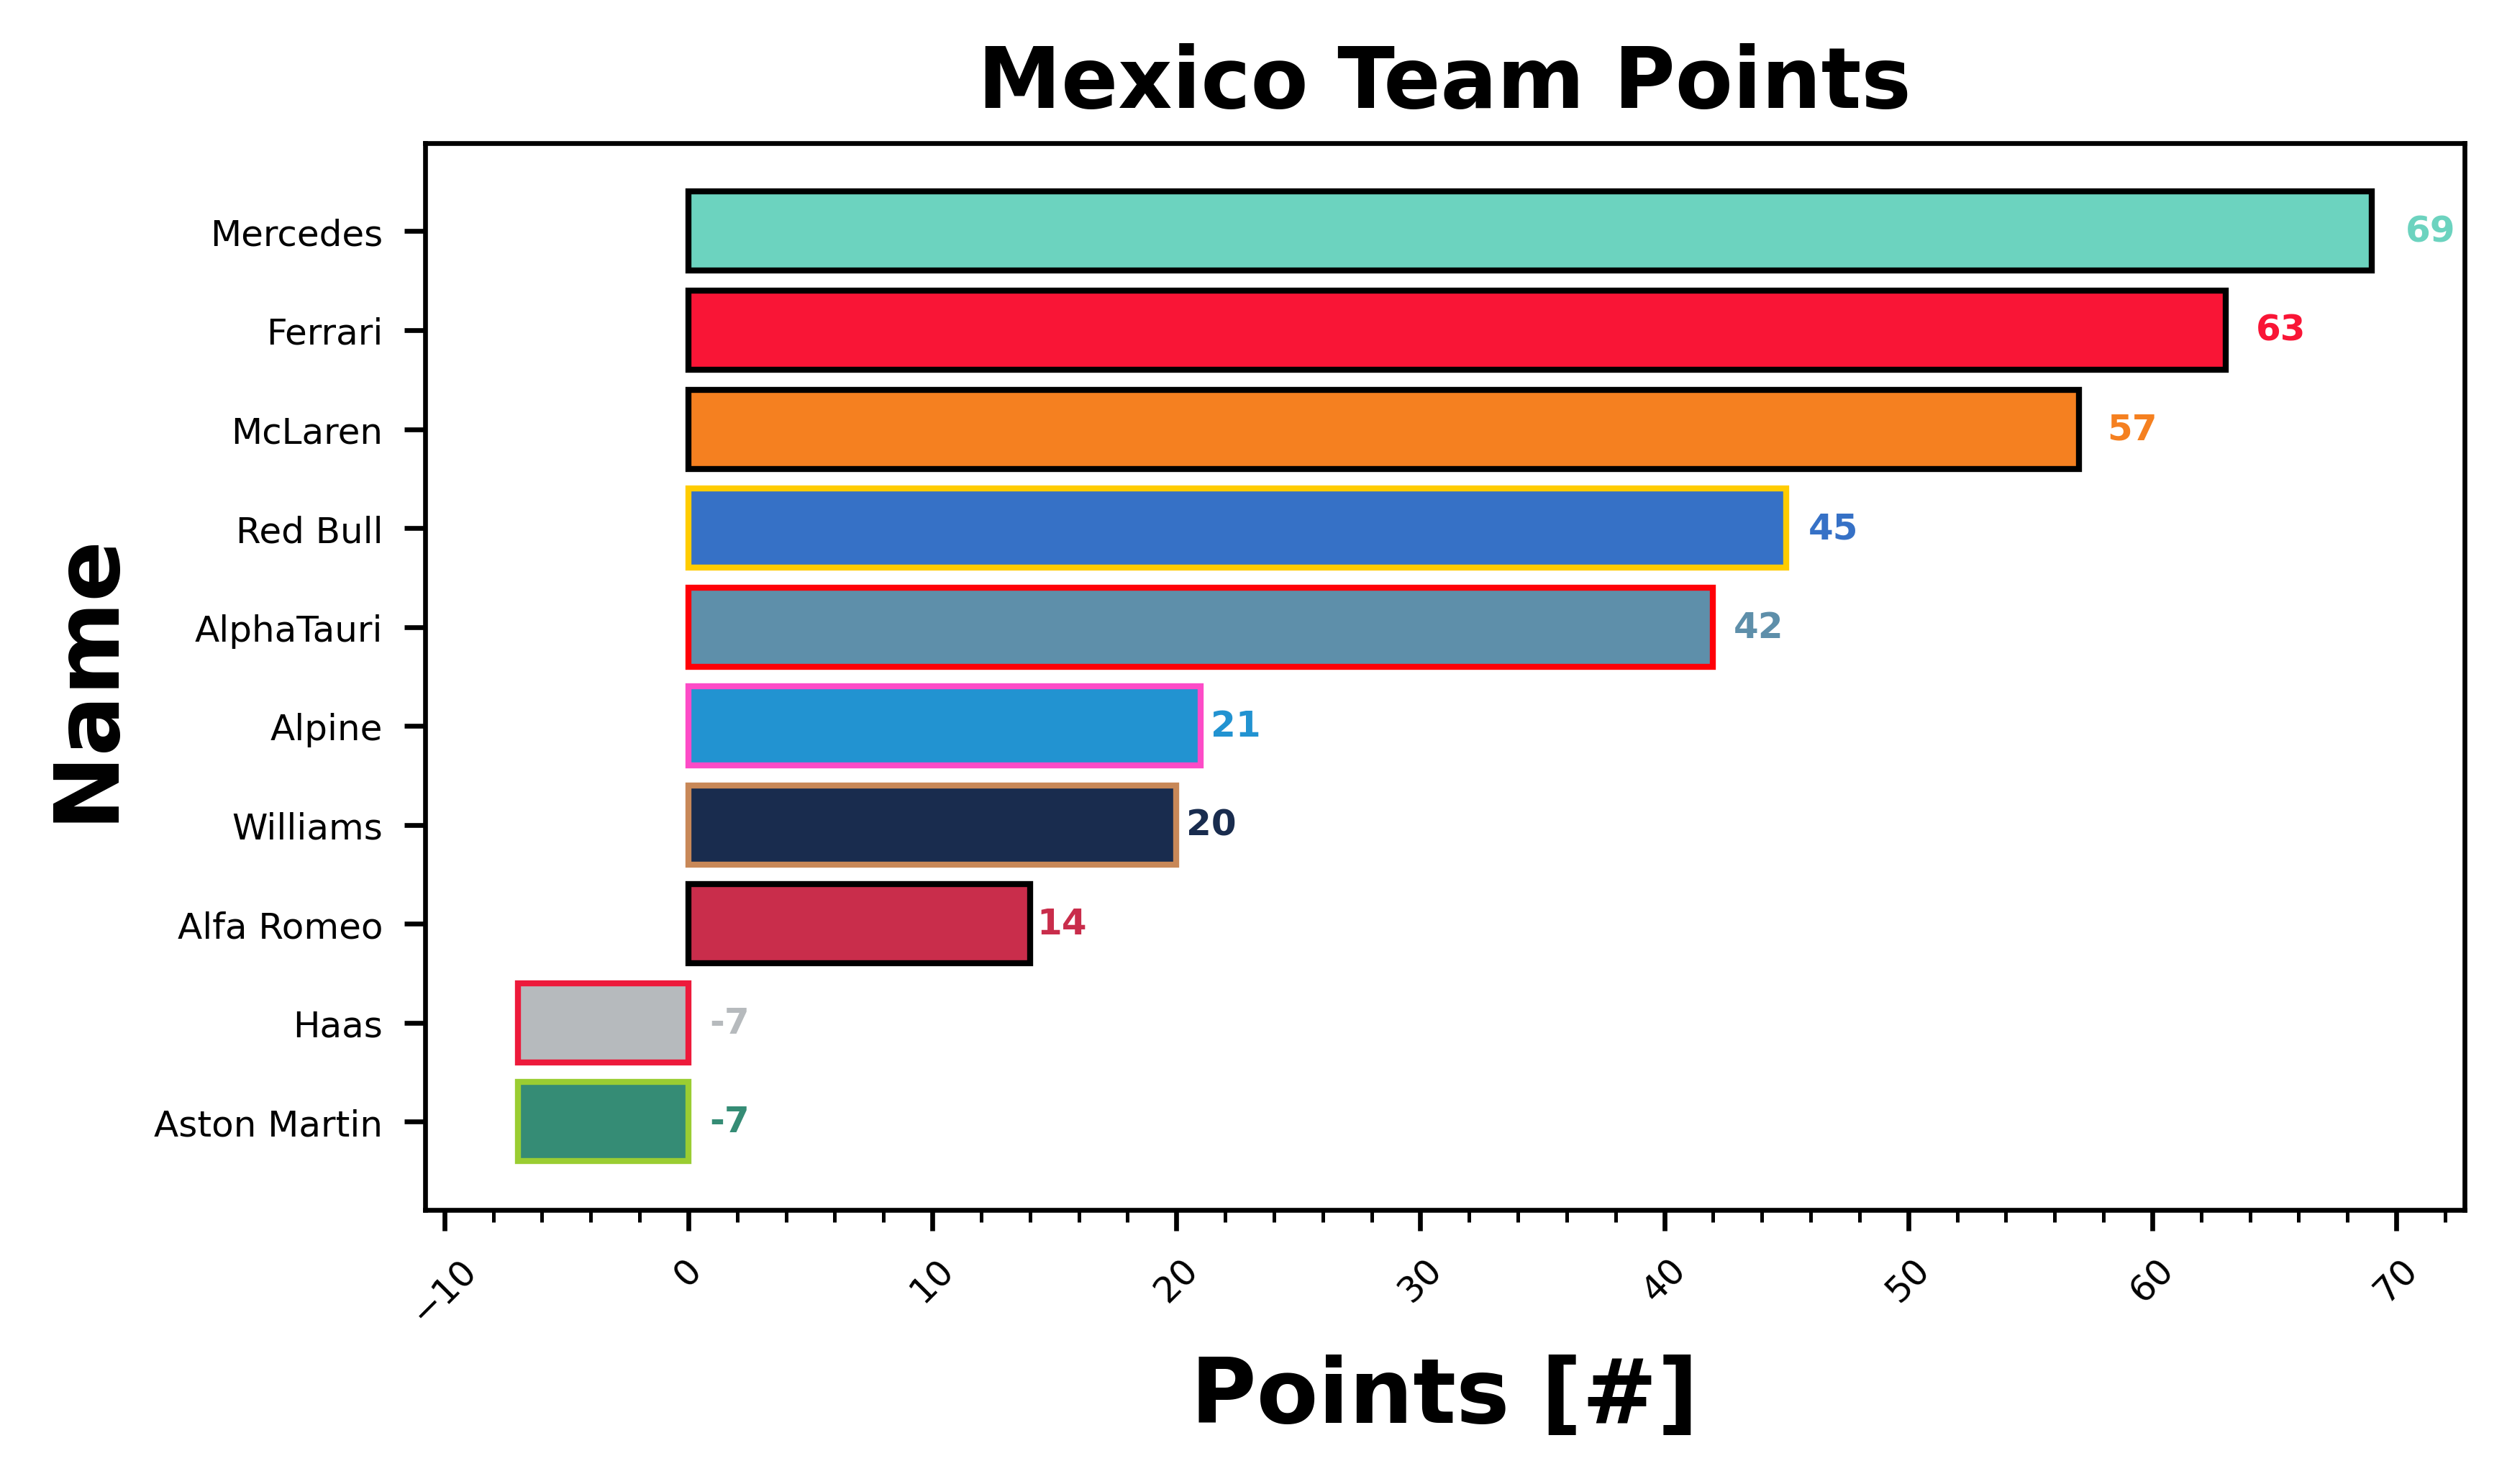 Mexico Team Points
Name
Mercedes 69
Ferrari 63
McLaren 57
Red Bull 45
AlphaTauri 42
Alpine 21
Williams 20
Alfa Romeo 14
Haas -7
Aston Martin -7
−10 0 10 20 30 40 50 60 70
Points [#]